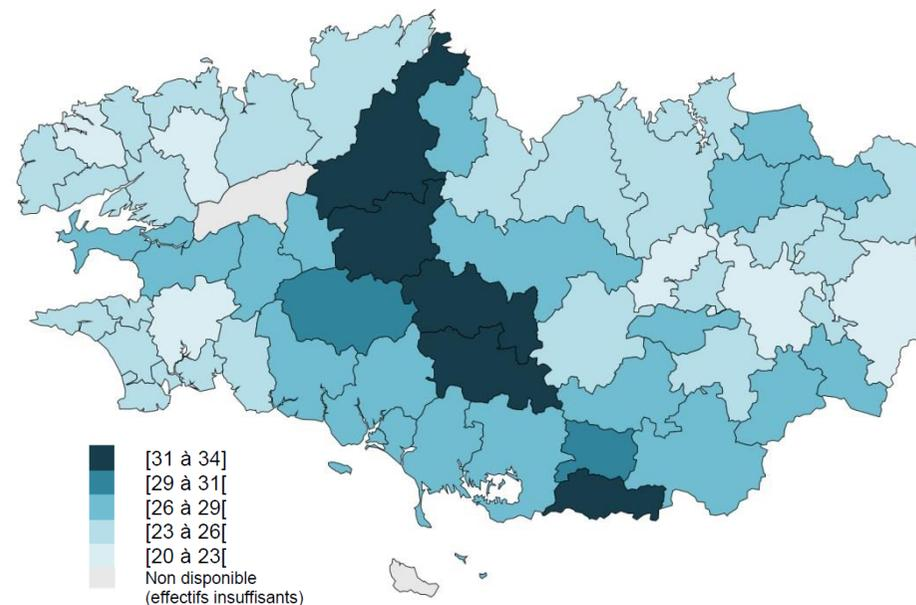 [31 à 34]
[29 à 31[
[26 à 29[
[23 à 26[
[20 à 23[
Non disponible
(effectifs insuffisants)